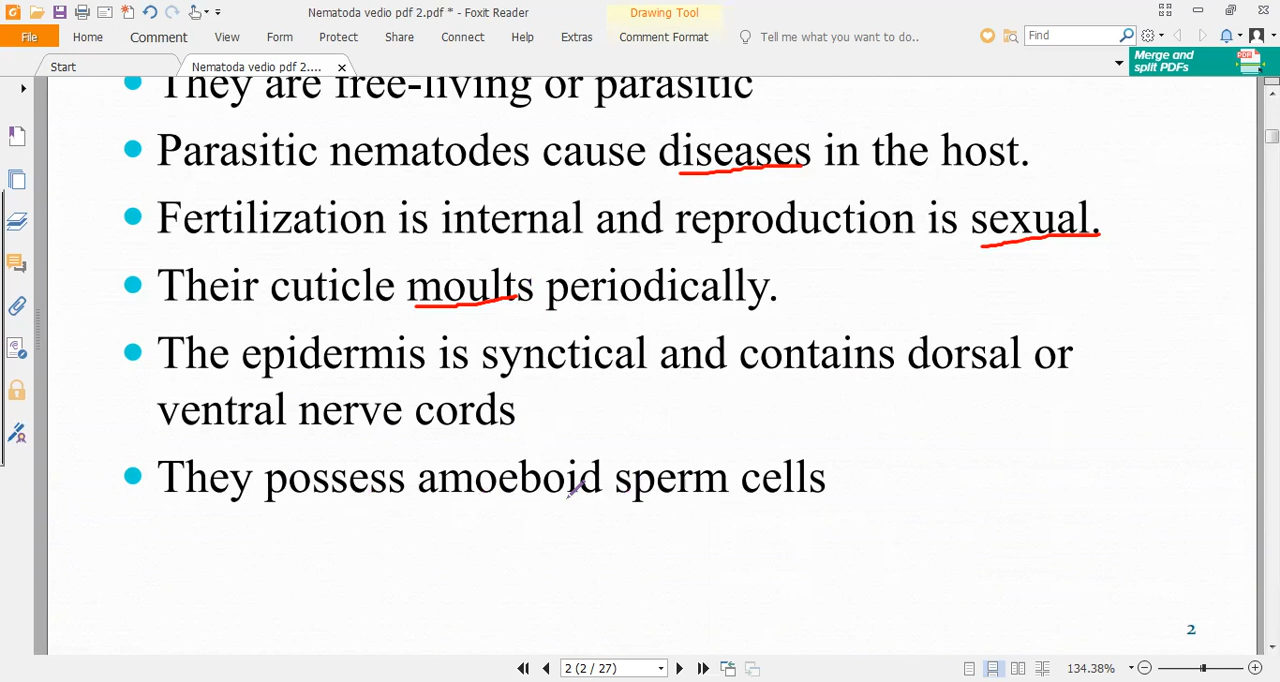 Nematoda vedio pdf 2.pdf * - Foxit Reader
Drawing Tool
File Home Comment View Form Protect Share Connect Help Extras Comment Format Tell me what you want to do.. Find
Start Nematoda vedio pdf 2....
Merge and
split PDFs
They are free-living or parasitic
Parasitic nematodes cause diseases in the host.
Fertilization is internal and reproduction is sexual.
Their cuticle moults periodically.
The epidermis is synctical and contains dorsal or
ventral nerve cords
They possess amoeboid sperm cells
2
2 (2 / 27) 134.38%